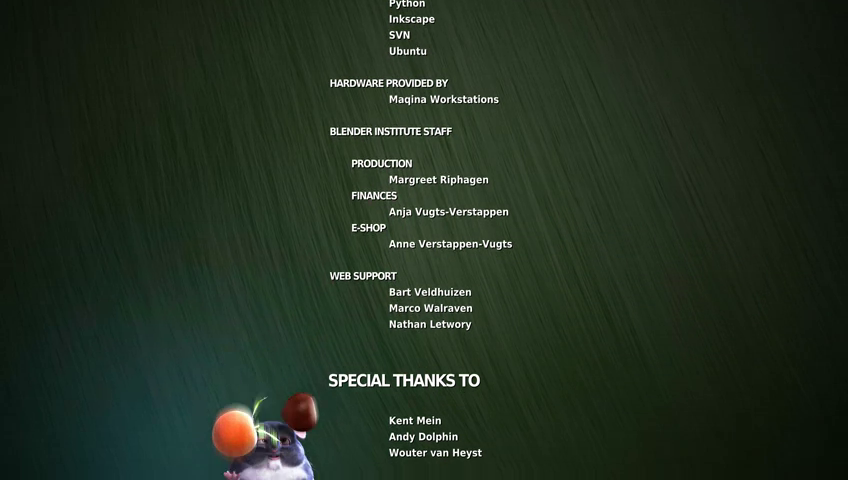 Python
Inkscape
SVN
Ubuntu
HARDWARE PROVIDED BY
Maqina Workstations
BLENDER INSTITUTE STAFF
PRODUCTION
Margreet Riphagen
FINANCES
Anja Vugts-Verstappen
E-SHOP
Anne Verstappen-Vugts
WEB SUPPORT
Bart Veldhuizen
Marco Walraven
Nathan Letwory
SPECIAL THANKS TO
Kent Mein
Andy Dolphin
Wouter van Heyst